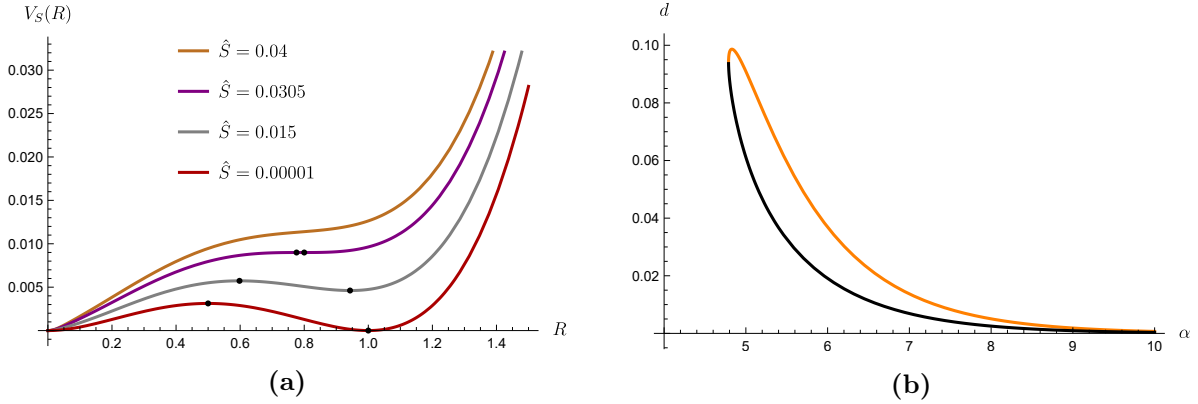 V_S(R)
0.030
0.025
0.020
0.015
0.010
0.005
0.2 0.4 0.6 0.8 1.0 1.2 1.4
R
Ŝ = 0.04
Ŝ = 0.0305
Ŝ = 0.015
Ŝ = 0.00001
(a)
d
0.10
0.08
0.06
0.04
0.02
5 6 7 8 9 10
α
(b)